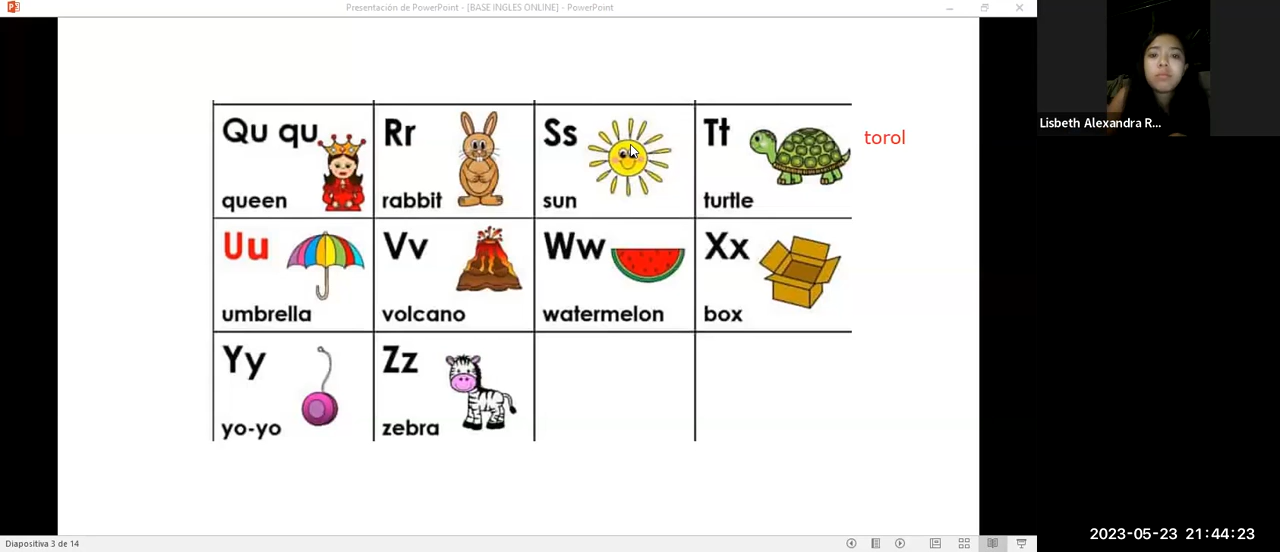 Presentación de PowerPoint - [BASE INGLES ONLINE] - PowerPoint
Lisbeth Alexandra R...
Qu qu Rr Ss Tt torol
queen rabbit sun turtle
Uu Vv Ww Xx
umbrella volcano watermelon box
Yy Zz
yo-yo zebra
Diapositiva 3 de 14
2023-05-23 21:44:23